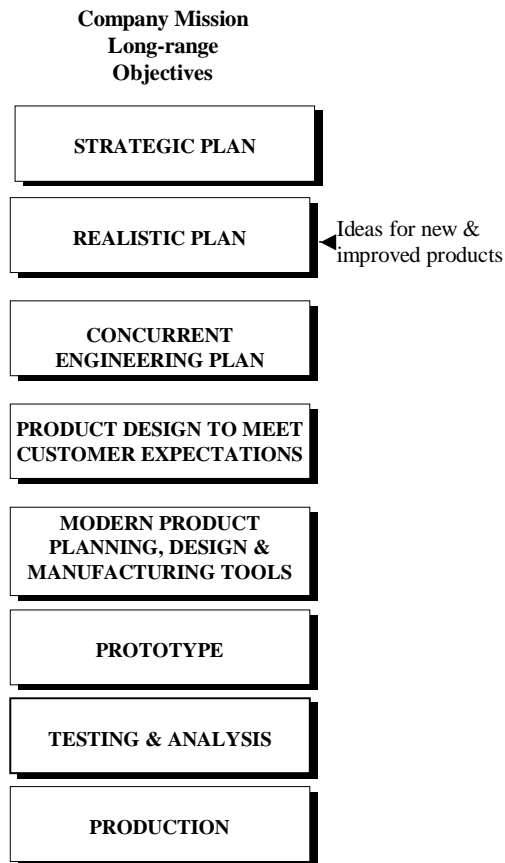 Company Mission
Long-range
Objectives
STRATEGIC PLAN
REALISTIC PLAN
Ideas for new &
improved products
CONCURRENT
ENGINEERING PLAN
PRODUCT DESIGN TO MEET
CUSTOMER EXPECTATIONS
MODERN PRODUCT
PLANNING, DESIGN &
MANUFACTURING TOOLS
PROTOTYPE
TESTING & ANALYSIS
PRODUCTION